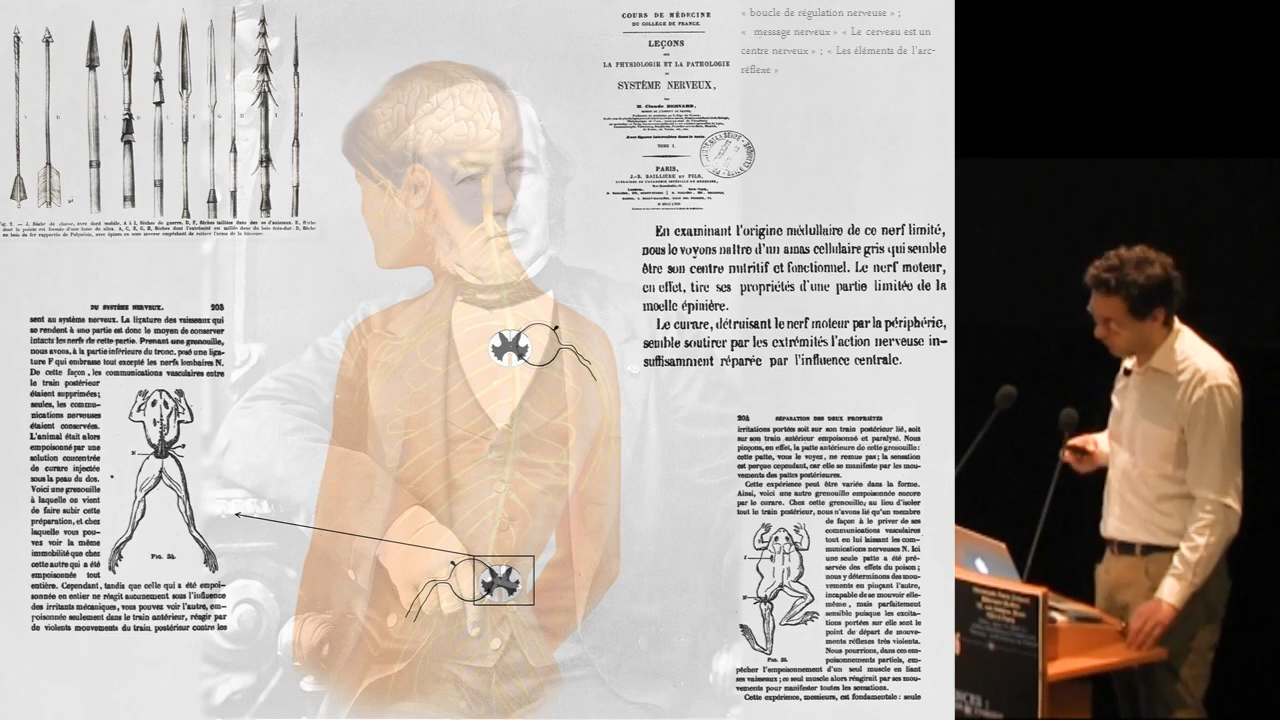 COURS DE MÉDECINE
DU COLLÉGE DE FRANCE.
LEÇONS
SUR
LA PHYSIOLOGIE ET LA PATHOLOGIE
DU
SYSTÈME NERVEUX,
PAR
M. Claude BERNARD,
Avec figures intercalées dans le texte.
TOME I.
PARIS,
J.-B. BAILLIÈRE ET FILS,
« boucle de régulation nerveuse » ;
« message nerveux » « Le cerveau est un
centre nerveux » ; « Les éléments de l'arc-
réflexe »
En examinant l'origine médullaire de ce nerf limité,
nous le voyons naître d'un amas cellulaire gris qui semble
être son centre nutritif et fonctionnel. Le nerf moteur,
en effet, tire ses propriétés d'une partie limitée de la
moelle épinière.
Le curare, détruisant le nerf moteur par la périphérie,
semble soutirer par les extrémités l'action nerveuse in-
suffisamment réparée par l'influence centrale.
DU SYSTÈME NERVEUX. 203
sent au système nerveux. La ligature des vaisseaux qui
se rendent à une partie est donc le moyen de conserver
intacts les nerfs de cette partie. Prenant une grenouille,
nous avons, à la partie inférieure du tronc, posé une liga-
ture F qui embrasse tout excepté les nerfs lombaires N.
De cette façon, les communications vasculaires entre
le train postérieur
étaient supprimées;
seules, les commu-
nications nerveuses
étaient conservées.
L'animal était alors
empoisonné par une
solution concentrée
de curare injectée
sous la peau du dos.
Voici une grenouille
à laquelle on vient
de faire subir cette
préparation, et chez
laquelle vous pou-
vez voir la même
immobilité que chez
cette autre qui a été
empoisonnée tout
N
FIG. 24.
entière. Cependant, tandis que celle qui a été empoi-
sonnée en entier ne réagit aucunement sous l'influence
des irritants mécaniques, vous pouvez voir l'autre, em-
poisonnée seulement dans le train antérieur, réagir par
de violents mouvements du train postérieur contre les
204 SÉPARATION DES DEUX PROPRIÉTÉS
irritations portées soit sur son train postérieur lié, soit
sur son train antérieur empoisonné et paralysé. Nous
pinçons, en effet, la patte antérieure de cette grenouille:
cette patte, vous le voyez, ne remue pas; la sensation
est perçue cependant, car elle se manifeste par les mou-
vements des pattes postérieures.
Cette expérience peut être variée dans la forme.
Ainsi, voici une autre grenouille empoisonnée encore
par le curare. Chez cette grenouille, au lieu d'isoler
tout le train postérieur, nous n'avons lié qu'un membre
de façon à le priver de ses
communications vasculaires
tout en lui laissant les com-
munications nerveuses N. Ici
une seule patte a été pré-
servée des effets du poison;
nous y déterminons des mou-
vements en pinçant l'autre,
incapable de se mouvoir elle-
même, mais parfaitement
sensible puisque les excita-
tions portées sur elle sont le
point de départ de mouve-
ments réflexes très violents.
Nous pourrions, dans ces em-
poisonnements partiels, em-
N
FIG. 25.
pêcher l'empoisonnement d'un seul muscle en liant
ses vaisseaux; ce seul muscle alors réagirait par ses mou-
vements pour manifester toutes les sensations.
Cette expérience, messieurs, est fondamentale: seule